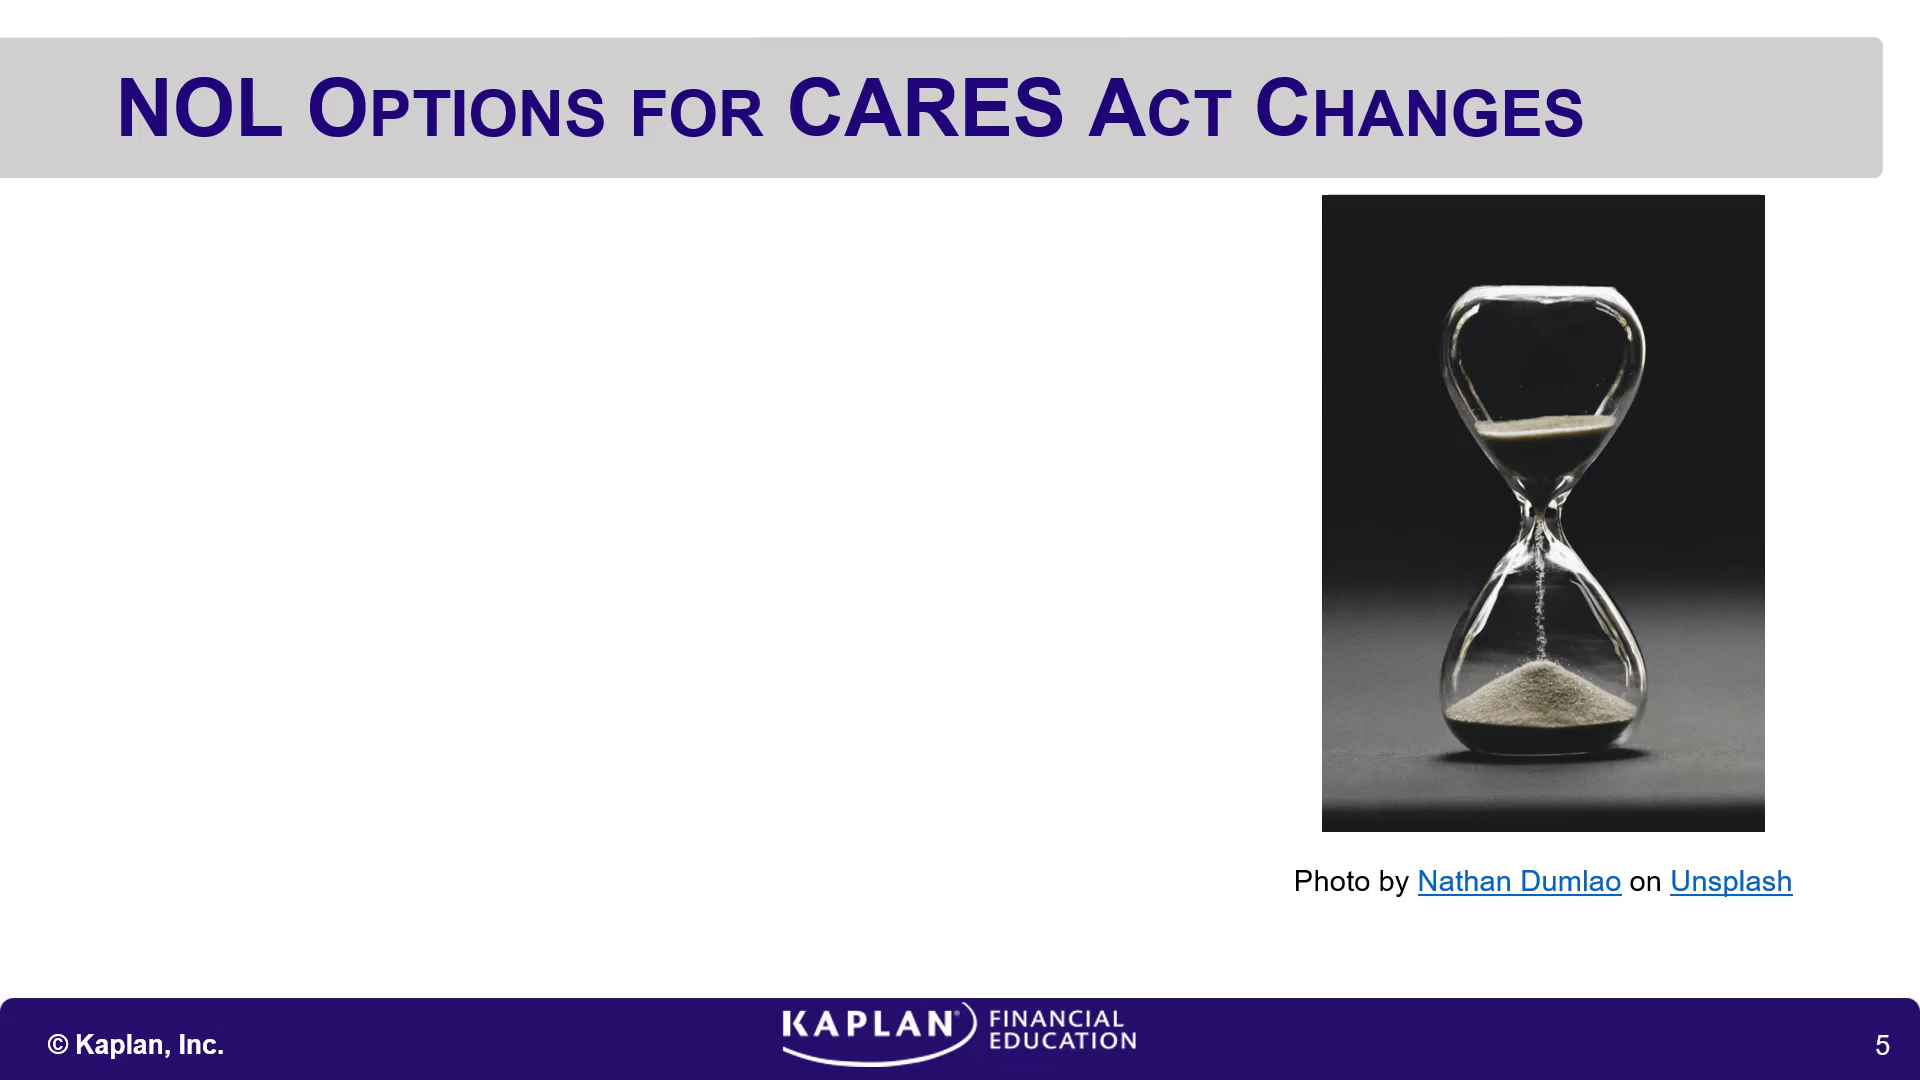 NOL OPTIONS FOR CARES ACT CHANGES
Photo by Nathan Dumlao on Unsplash
© Kaplan, Inc.
KAPLAN® FINANCIAL EDUCATION
5